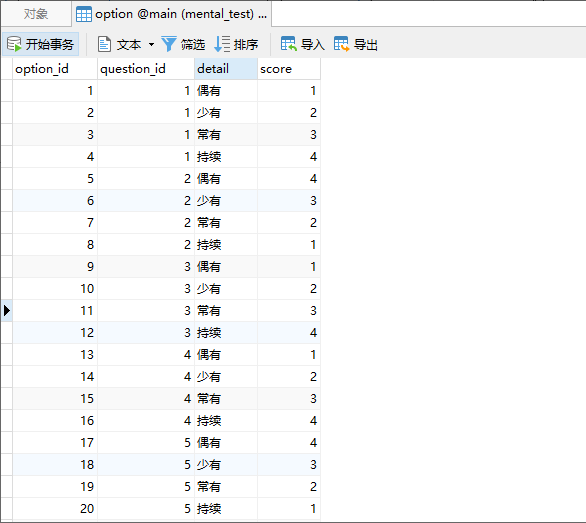 对象 option @main (mental_test) ...
开始事务 文本 筛选 排序 导入 导出
option_id question_id detail score
1 1 偶有 1
2 1 少有 2
3 1 常有 3
4 1 持续 4
5 2 偶有 4
6 2 少有 3
7 2 常有 2
8 2 持续 1
9 3 偶有 1
10 3 少有 2
11 3 常有 3
12 3 持续 4
13 4 偶有 1
14 4 少有 2
15 4 常有 3
16 4 持续 4
17 5 偶有 4
18 5 少有 3
19 5 常有 2
20 5 持续 1